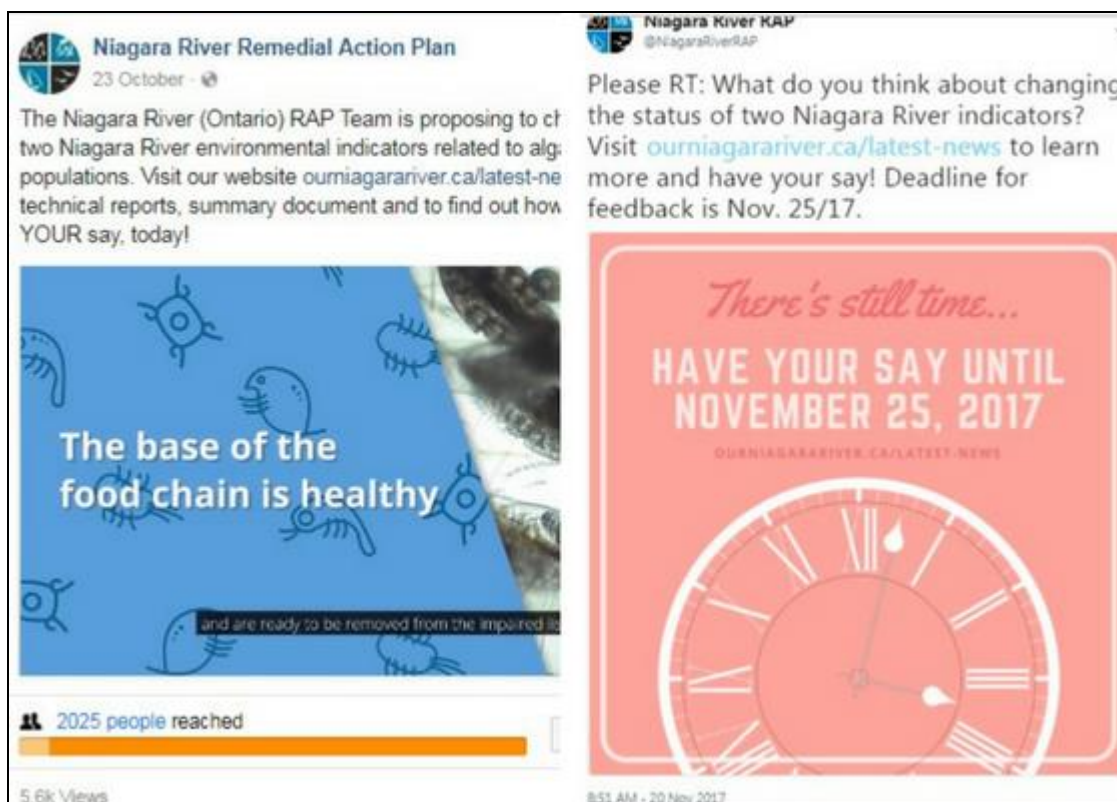 Niagara River Remedial Action Plan
23 October ·
The Niagara River (Ontario) RAP Team is proposing to ch
two Niagara River environmental indicators related to alga
populations. Visit our website ourniagarariver.ca/latest-ne
technical reports, summary document and to find out how
YOUR say, today!
The base of the
food chain is healthy
and are ready to be removed from the impaired lis
2025 people reached
5.6k Views
Niagara River RAP
@NiagaraRiverRAP
Please RT: What do you think about changing
the status of two Niagara River indicators?
Visit ourniagarariver.ca/latest-news to learn
more and have your say! Deadline for
feedback is Nov. 25/17.
There's still time...
HAVE YOUR SAY UNTIL
NOVEMBER 25, 2017
OURNIAGARARIVER.CA/LATEST-NEWS
8:51 AM - 20 Nov 2017